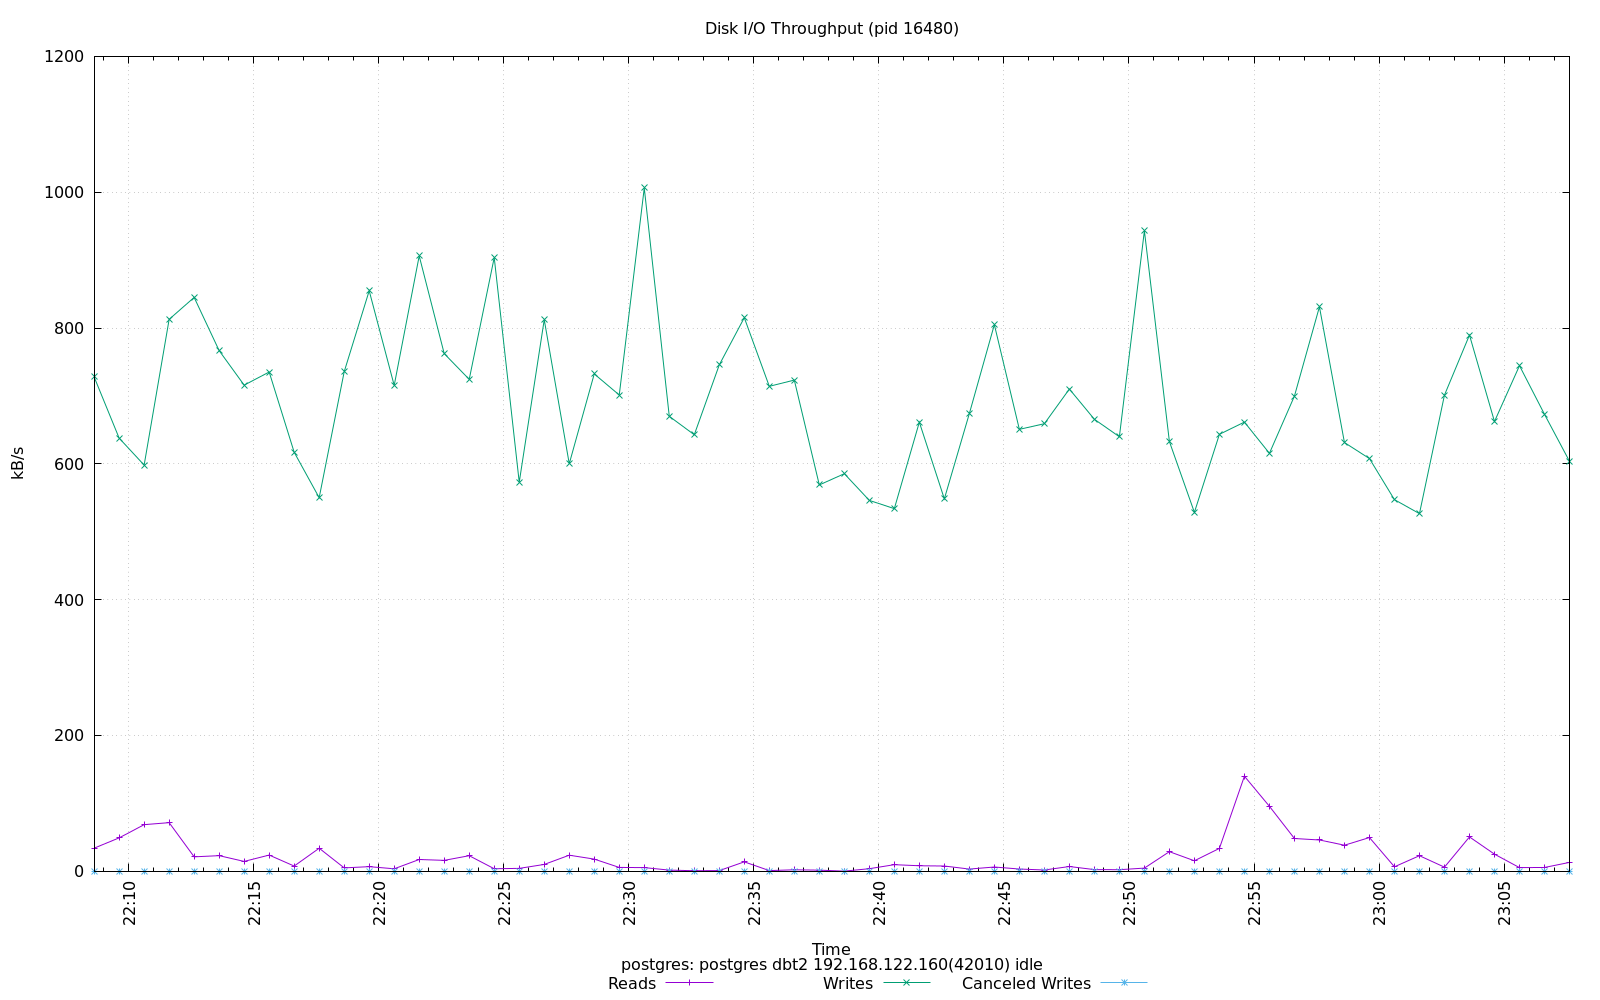 Disk I/O Throughput (pid 16480)
1200
1000
800
600
400
200
0
kB/s
22:10 22:15 22:20 22:25 22:30 22:35 22:40 22:45 22:50 22:55 23:00 23:05
Time
postgres: postgres dbt2 192.168.122.160(42010) idle
Reads Writes Canceled Writes